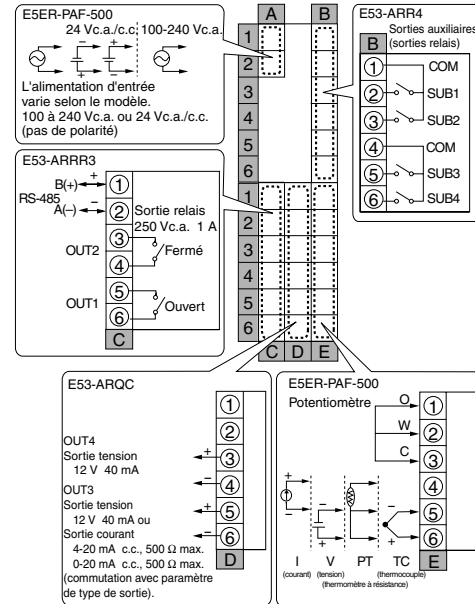 E5ER-PAF-500
24 Vc.a./c.c. 100-240 Vc.a.
− + +
+ − −
L'alimentation d'entrée
varie selon le modèle.
100 à 240 Vc.a. ou 24 Vc.a./c.c.
(pas de polarité)
A B
1
2
3
4
5
6
1
2
3
4
5
6
C D E
E53-ARR4
Sorties auxiliaires
(sorties relais)
B
1 COM
2 SUB1
3 SUB2
4 COM
5 SUB3
6 SUB4
E53-ARRR3
RS-485
B(+) + 1
A(−) − 2
Sortie relais
250 Vc.a. 1 A
OUT2
3
4
Fermé
OUT1
5
6
Ouvert
C
E53-ARQC
1
2
OUT4
Sortie tension
12 V 40 mA
+ 3
− 4
OUT3
Sortie tension
12 V 40 mA ou
Sortie courant
4-20 mA c.c., 500 Ω max.
0-20 mA c.c., 500 Ω max.
(commutation avec paramètre
de type de sortie).
+ 5
− 6
D
E5ER-PAF-500
Potentiomètre
O 1
W 2
C 3
4
5
6
+ −
− +
− +
I V PT TC
(courant) (tension) (thermocouple)
(thermomètre à résistance)
E